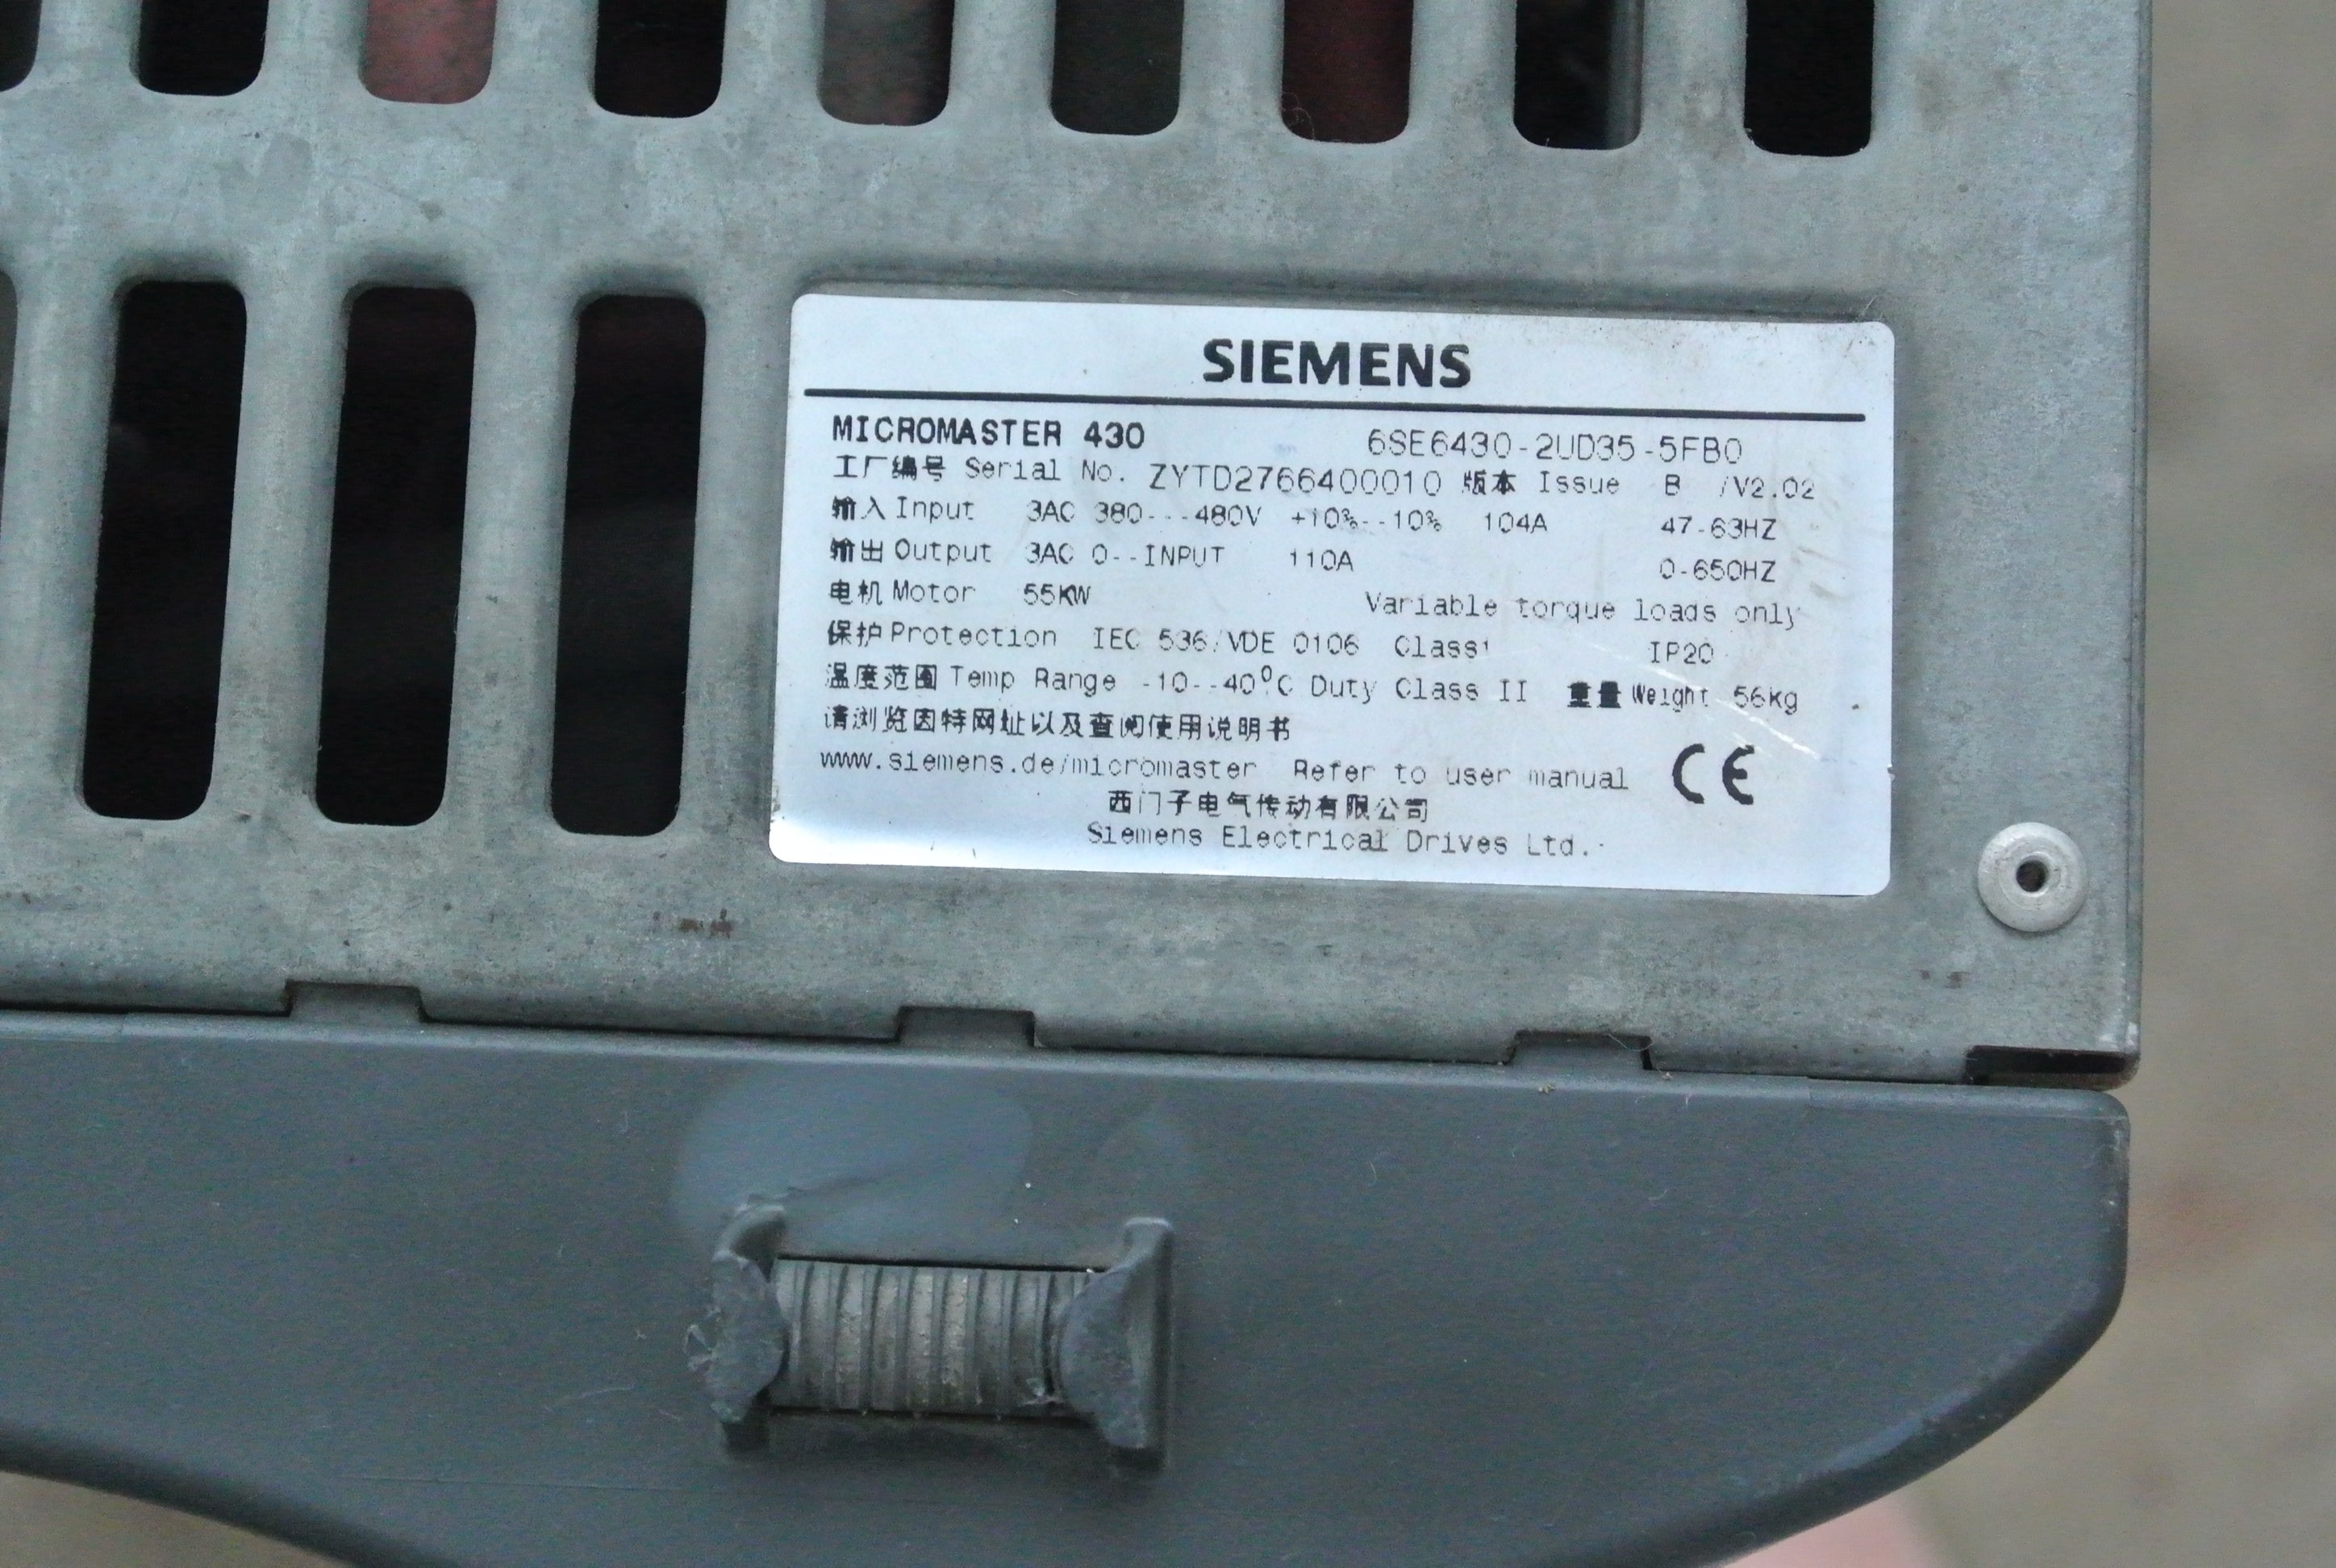 SIEMENS
MICROMASTER 430 6SE6430-2UD35-5FB0
工厂编号 Serial No. ZYTD2766400010 版本 Issue B /V2.02
输入 Input 3AC 380---480V +10%--10% 104A 47-63HZ
输出 Output 3AC 0--INPUT 110A 0-650HZ
电机 Motor 55KW Variable torque loads only
保护 Protection IEC 536/VDE 0106 Class1 IP20
温度范围 Temp Range -10--40°C Duty Class II 重量 Weight 56Kg
请浏览因特网址以及查阅使用说明书
www.siemens.de/micromaster Refer to user manual CE
西门子电气传动有限公司
Siemens Electrical Drives Ltd.